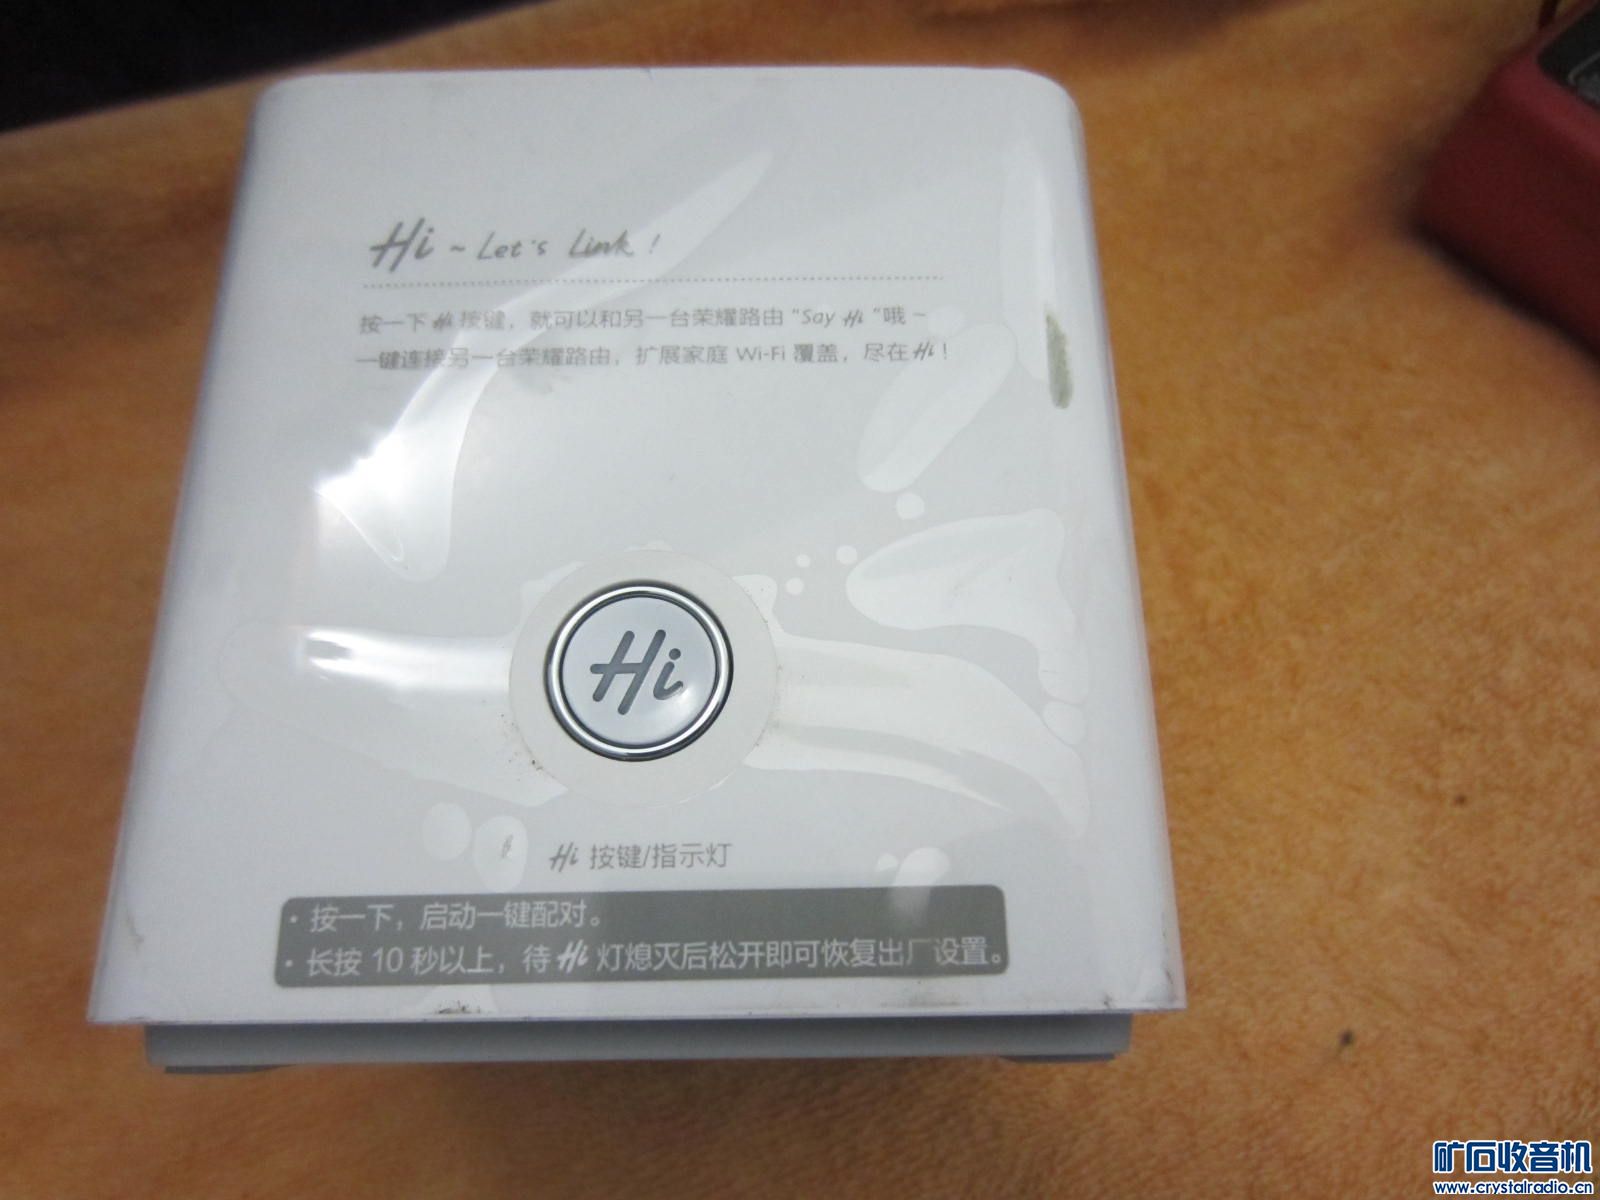 Hi ~ Let's Link !
按一下 Hi 按键，就可以和另一台荣耀路由 "Say Hi" 哦 ~
一键连接另一台荣耀路由，扩展家庭 Wi-Fi 覆盖，尽在 Hi !
Hi
Hi 按键/指示灯
· 按一下，启动一键配对。
· 长按 10 秒以上，待 Hi 灯熄灭后松开即可恢复出厂设置。
矿石收音机
www.crystalradio.cn